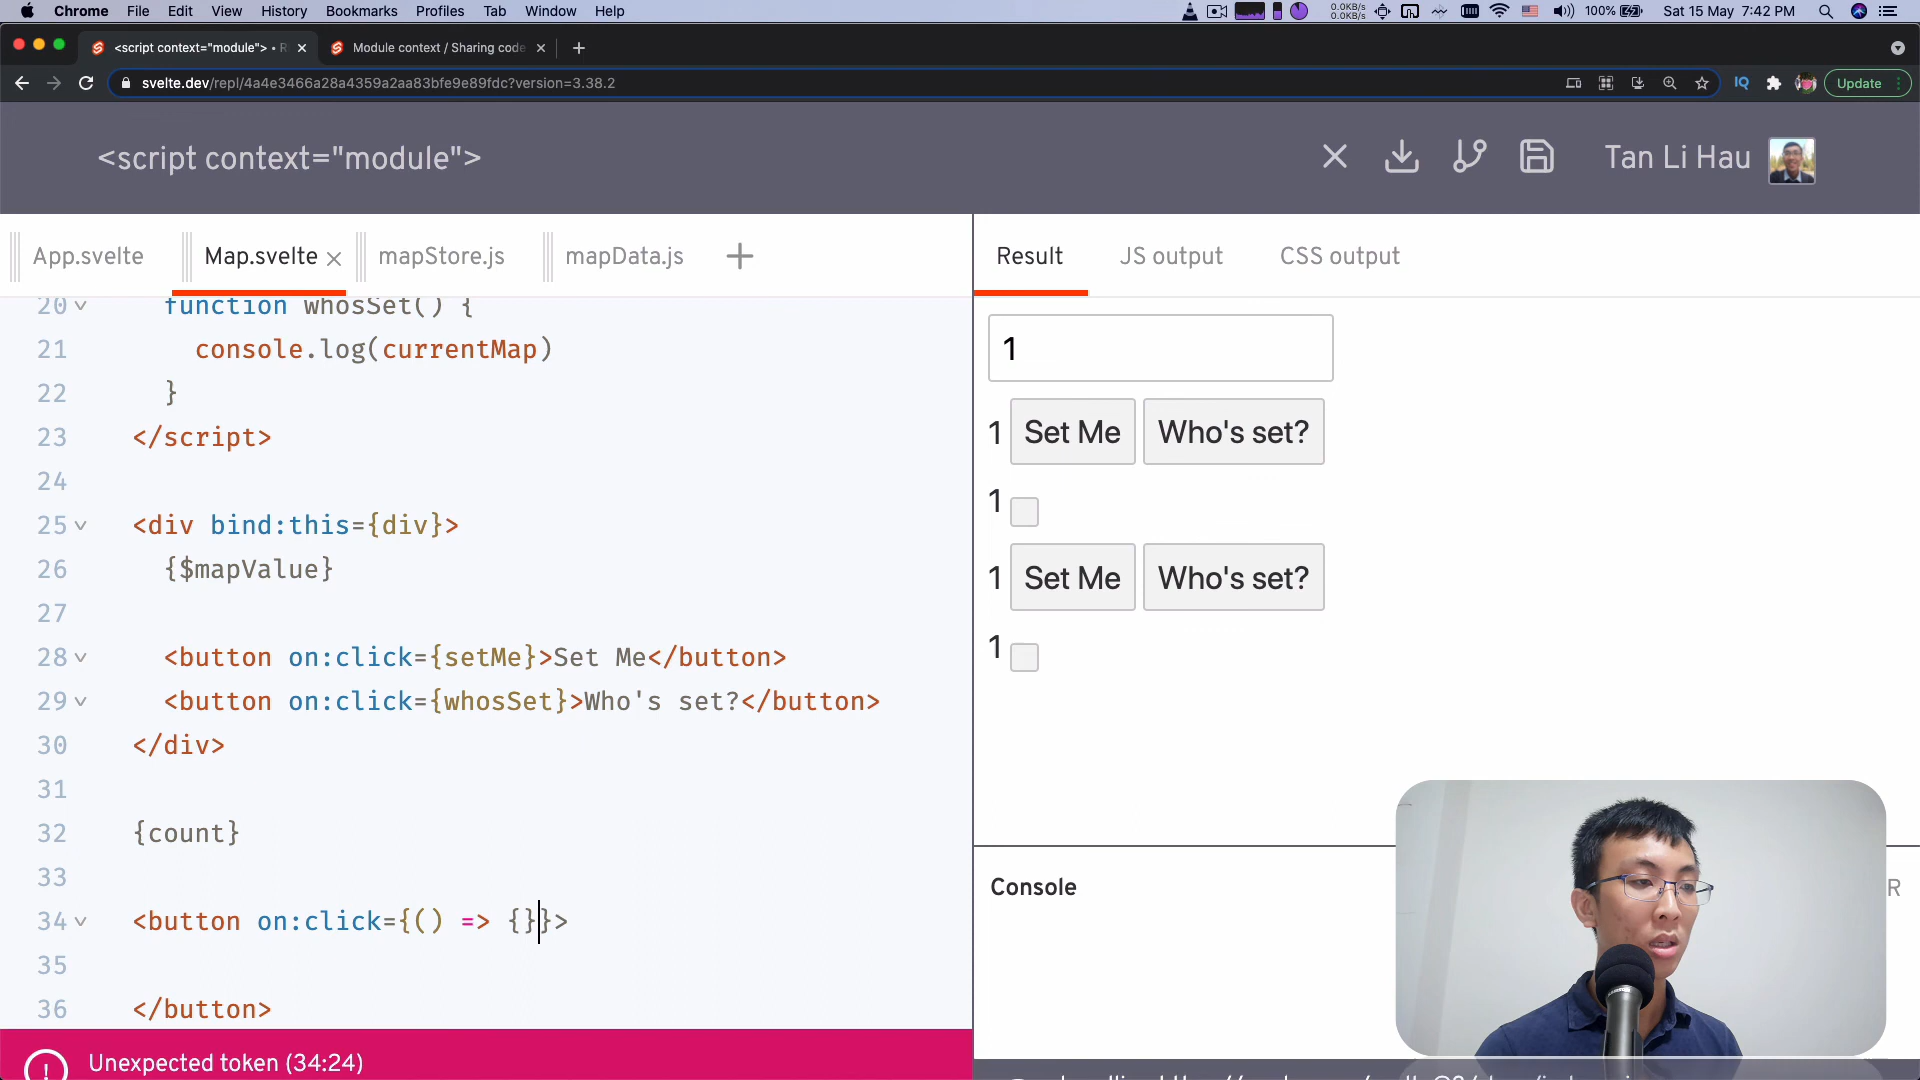 Chrome File Edit View History Bookmarks Profiles Tab Window Help
0.0KB/s
0.0KB/s
100% Sat 15 May 7:42 PM
<script context="module"> • R
Module context / Sharing code
svelte.dev/repl/4a4e3466a28a4359a2aa83bfe9e89fdc?version=3.38.2
IQ
Update
<script context="module">
Tan Li Hau
App.svelte Map.svelte mapStore.js mapData.js
20 function whosSet() {
21 console.log(currentMap)
22 }
23 </script>
24
25 <div bind:this={div}>
26 {$mapValue}
27
28 <button on:click={setMe}>Set Me</button>
29 <button on:click={whosSet}>Who's set?</button>
30 </div>
31
32 {count}
33
34 <button on:click={() => {}}>
35
36 </button>
! Unexpected token (34:24)
Result JS output CSS output
1
1 Set Me Who's set?
1
1 Set Me Who's set?
1
Console
R